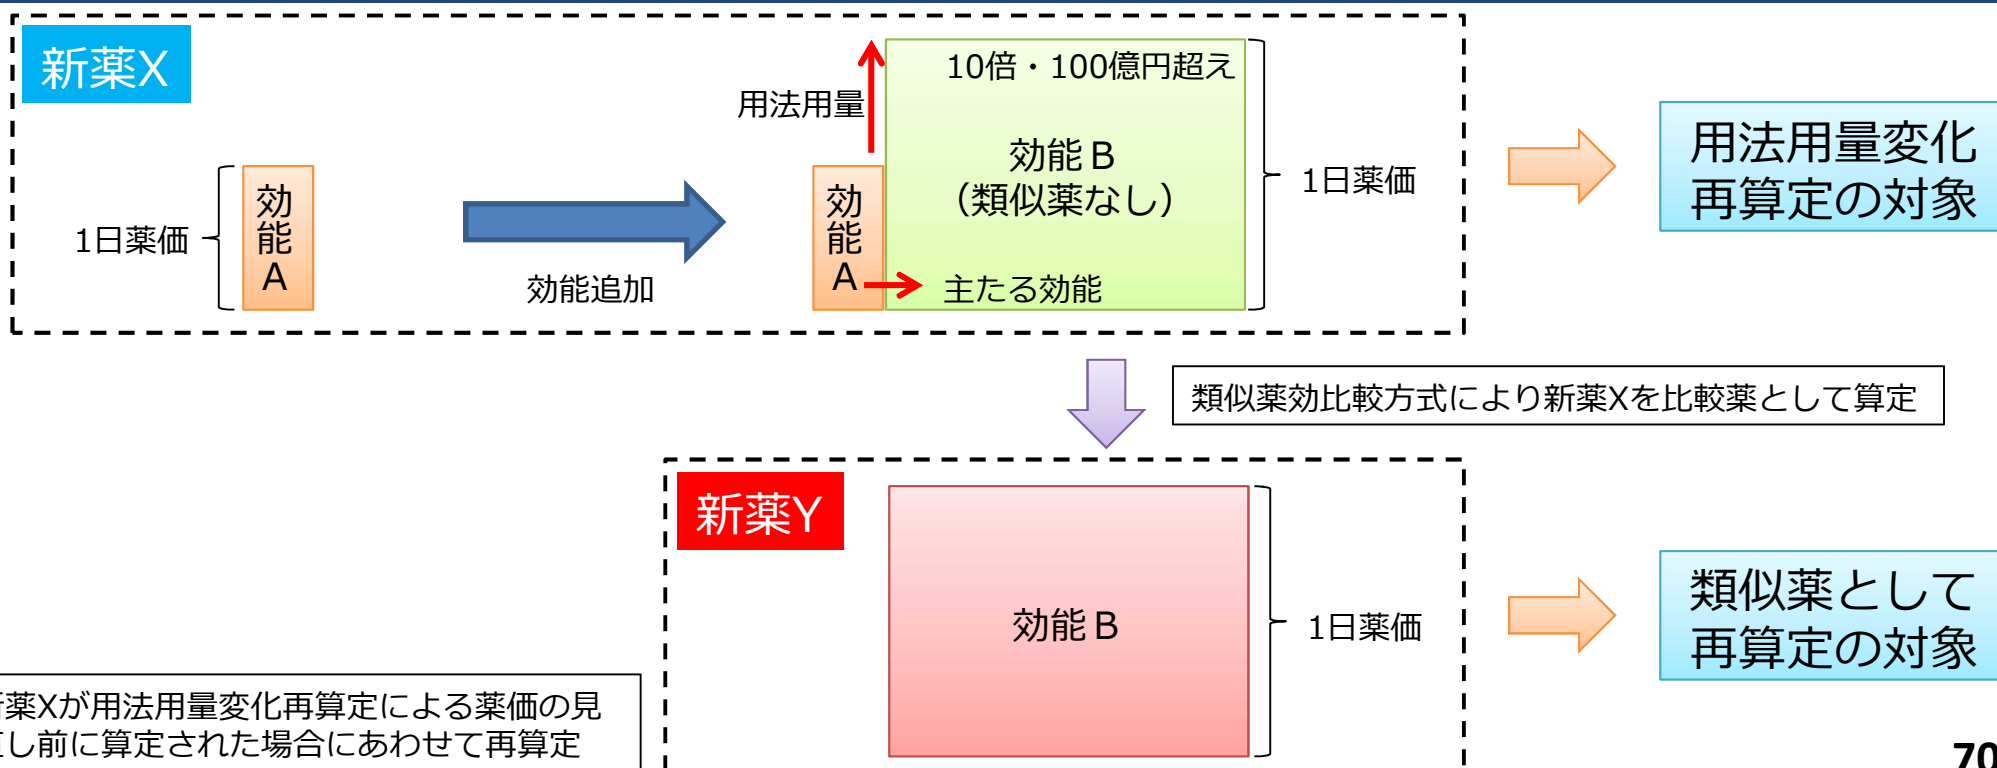 新薬X
10倍・100億円超え
用法用量
効能B
（類似薬なし）
1日薬価
1日薬価
効能A
効能追加
効能A
主たる効能
用法用量変化
再算定の対象
類似薬効比較方式により新薬Xを比較薬として算定
新薬Y
効能B
1日薬価
類似薬として
再算定の対象
薬Xが用法用量変化再算定による薬価の見
し前に算定された場合にあわせて再算定
70